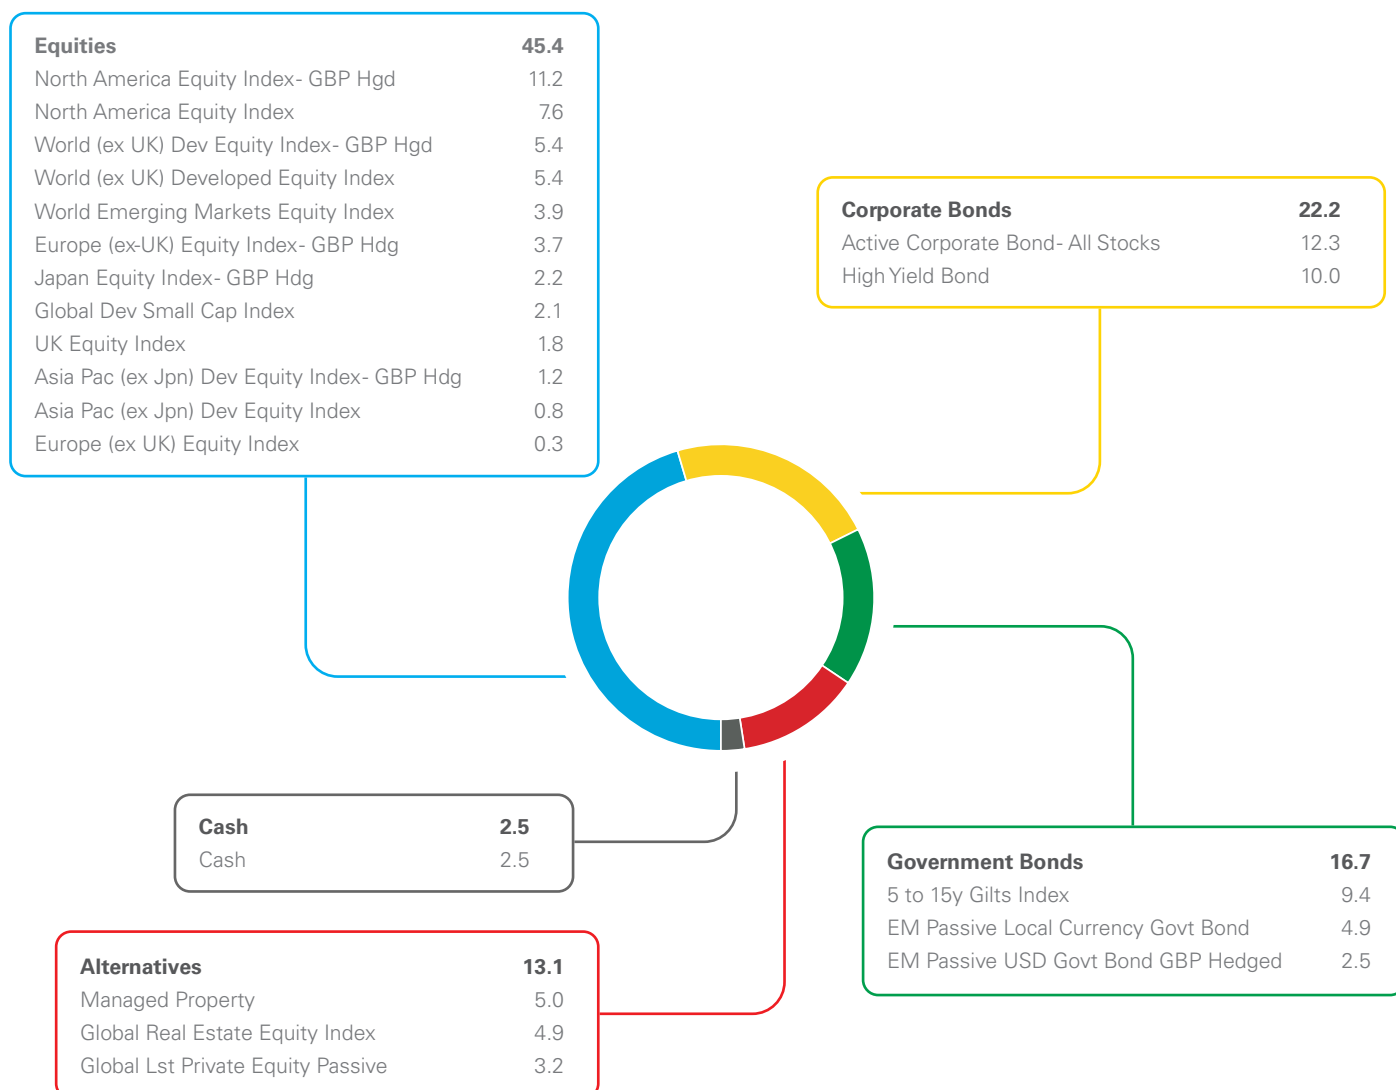 Equities 45.4
North America Equity Index- GBP Hgd 11.2
North America Equity Index 7.6
World (ex UK) Dev Equity Index- GBP Hgd 5.4
World (ex UK) Developed Equity Index 5.4
World Emerging Markets Equity Index 3.9
Europe (ex-UK) Equity Index- GBP Hdg 3.7
Japan Equity Index- GBP Hdg 2.2
Global Dev Small Cap Index 2.1
UK Equity Index 1.8
Asia Pac (ex Jpn) Dev Equity Index- GBP Hdg 1.2
Asia Pac (ex Jpn) Dev Equity Index 0.8
Europe (ex UK) Equity Index 0.3
Corporate Bonds 22.2
Active Corporate Bond- All Stocks 12.3
High Yield Bond 10.0
Cash 2.5
Cash 2.5
Government Bonds 16.7
5 to 15y Gilts Index 9.4
EM Passive Local Currency Govt Bond 4.9
EM Passive USD Govt Bond GBP Hedged 2.5
Alternatives 13.1
Managed Property 5.0
Global Real Estate Equity Index 4.9
Global Lst Private Equity Passive 3.2